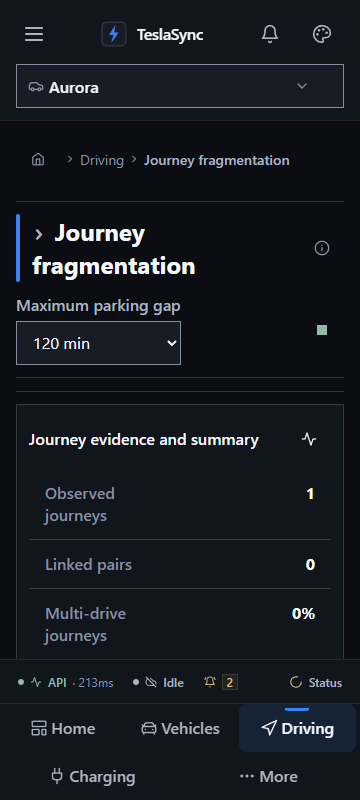 TeslaSync
Aurora
Driving
Journey fragmentation
Journey
fragmentation
Maximum parking gap
120 min
Journey evidence and summary
Observed
journeys
1
Linked pairs
0
Multi-drive
journeys
0%
API · 213ms
Idle
2
Status
Home
Vehicles
Driving
Charging
More